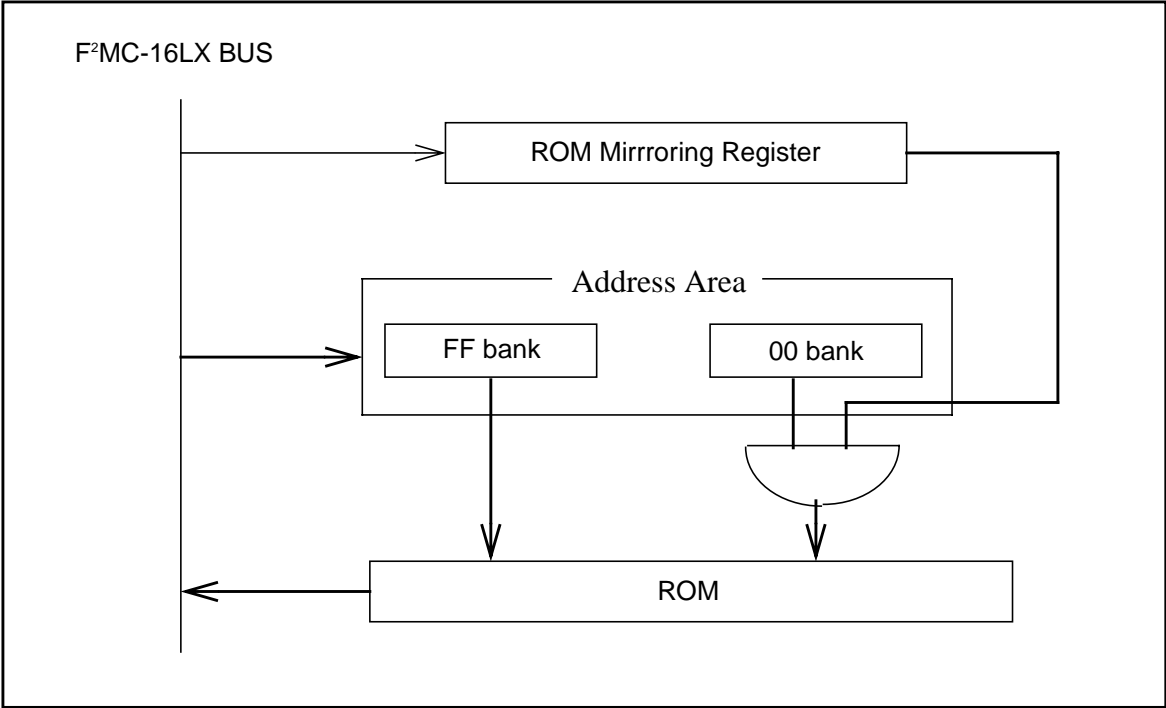 F²MC-16LX BUS
ROM Mirrroring Register
Address Area
FF bank
00 bank
ROM